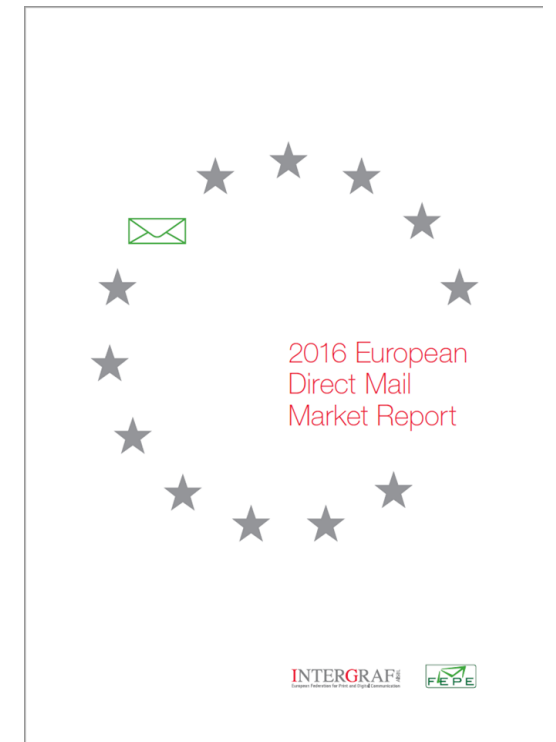 2016 European
Direct Mail
Market Report
INTERGRAF
European Federation for Print and Digital Communication
FEPE